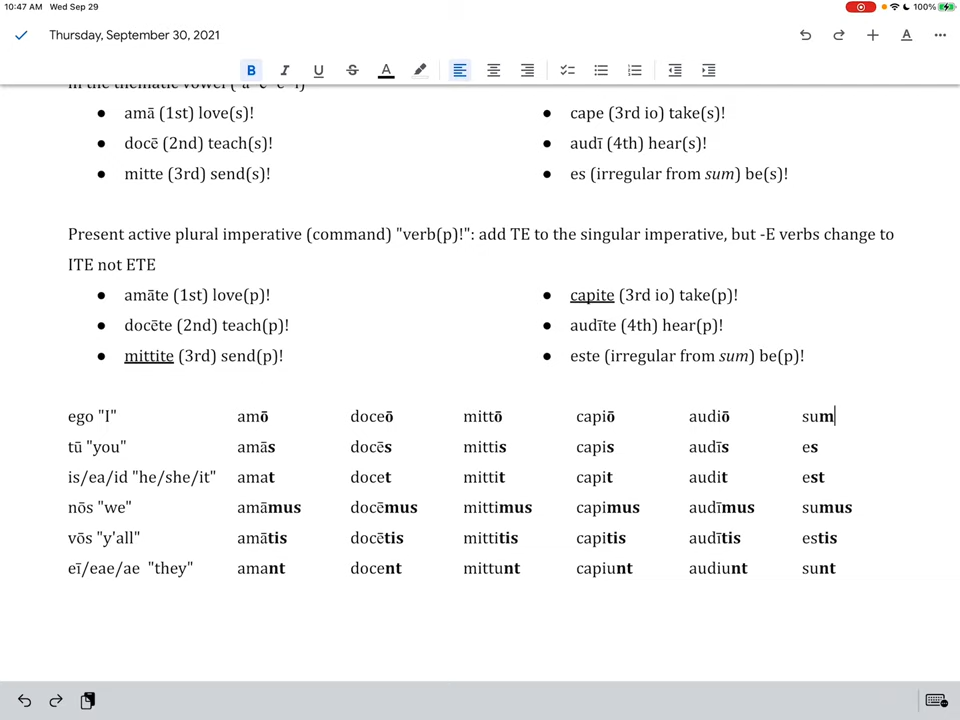 10:47 AM Wed Sep 29 100%
Thursday, September 30, 2021
B I U S A
in the thematic vowel
● amā (1st) love(s)! ● cape (3rd io) take(s)!
● docē (2nd) teach(s)! ● audī (4th) hear(s)!
● mitte (3rd) send(s)! ● es (irregular from sum) be(s)!
Present active plural imperative (command) "verb(p)!": add TE to the singular imperative, but -E verbs change to
ITE not ETE
● amāte (1st) love(p)! ● capite (3rd io) take(p)!
● docēte (2nd) teach(p)! ● audīte (4th) hear(p)!
● mittite (3rd) send(p)! ● este (irregular from sum) be(p)!
ego "I" amō doceō mittō capiō audiō sum
tū "you" amās docēs mittis capis audīs es
is/ea/id "he/she/it" amat docet mittit capit audit est
nōs "we" amāmus docēmus mittimus capimus audīmus sumus
vōs "y'all" amātis docētis mittitis capitis audītis estis
eī/eae/ae "they" amant docent mittunt capiunt audiunt sunt